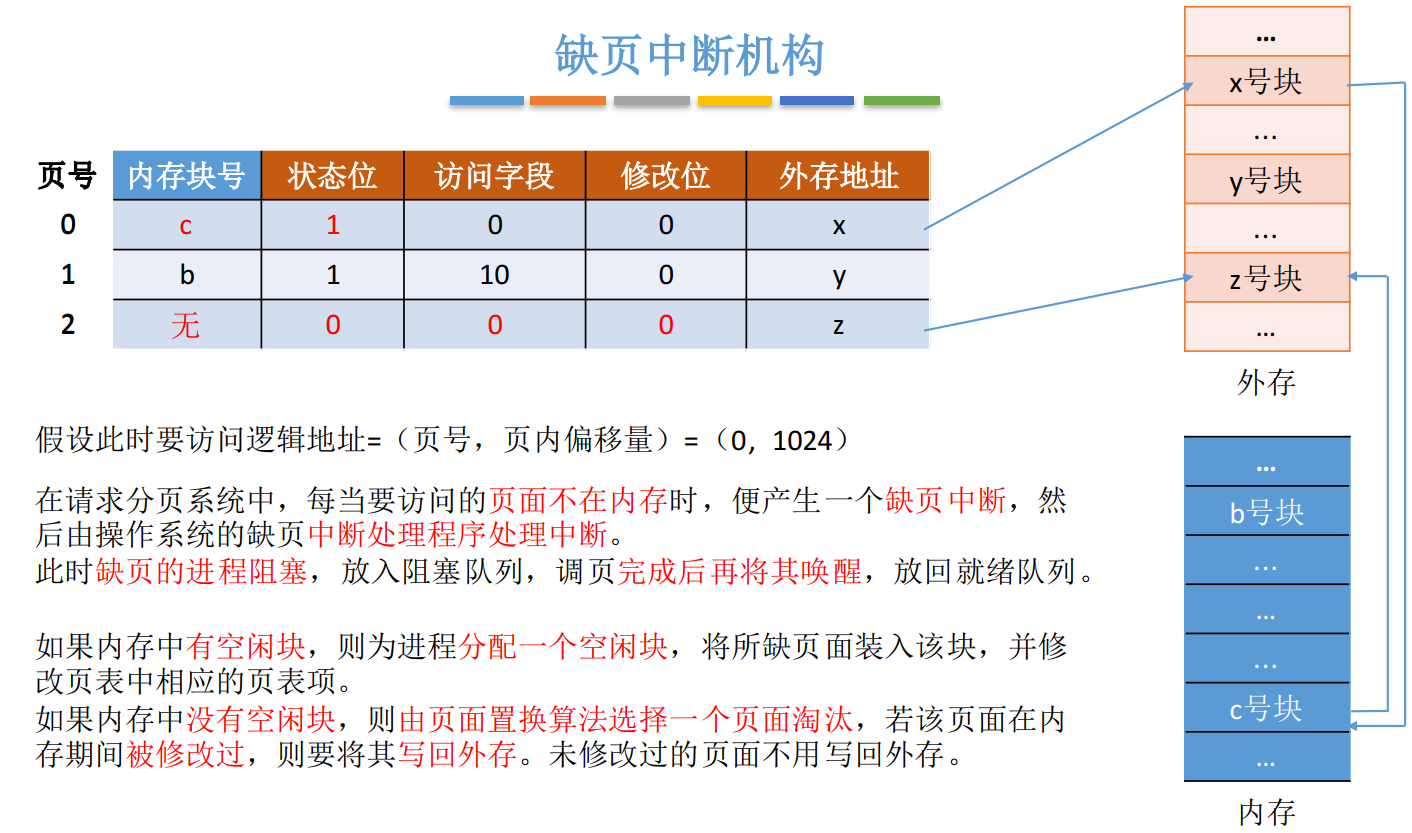 缺页中断机构
页号 内存块号 状态位 访问字段 修改位 外存地址
0 c 1 0 0 x
1 b 1 10 0 y
2 无 0 0 0 z
假设此时要访问逻辑地址=（页号，页内偏移量）=（0，1024）
在请求分页系统中，每当要访问的页面不在内存时，便产生一个缺页中断，然
后由操作系统的缺页中断处理程序处理中断。
此时缺页的进程阻塞，放入阻塞队列，调页完成后再将其唤醒，放回就绪队列。
如果内存中有空闲块，则为进程分配一个空闲块，将所缺页面装入该块，并修
改页表中相应的页表项。
如果内存中没有空闲块，则由页面置换算法选择一个页面淘汰，若该页面在内
存期间被修改过，则要将其写回外存。未修改过的页面不用写回外存。
...
x号块
...
y号块
...
z号块
...
外存
...
b号块
...
...
...
c号块
...
内存